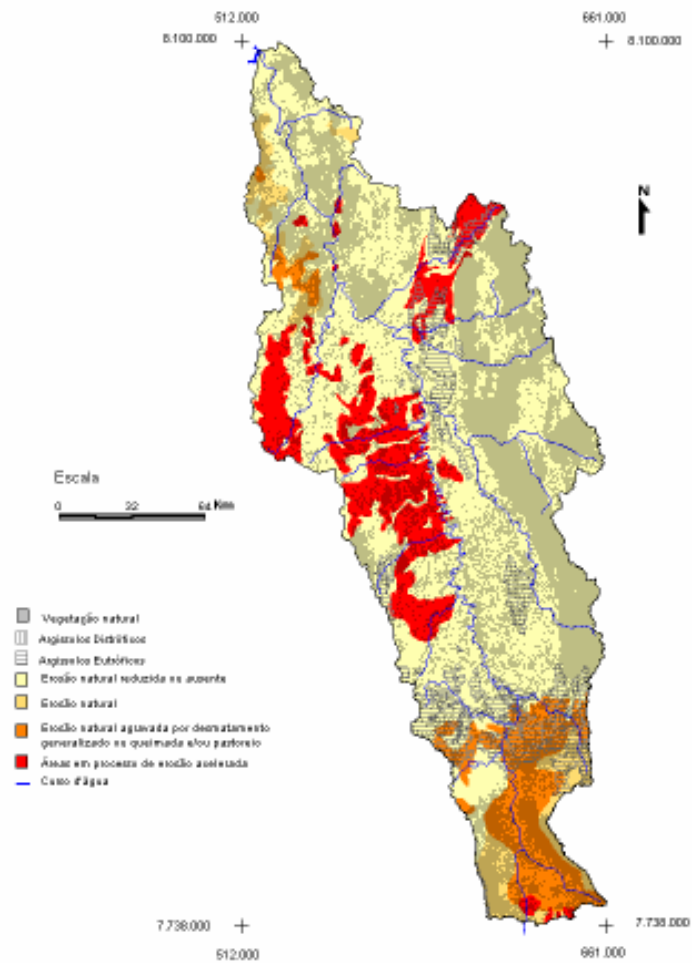 512.000 661.000
8.100.000 8.100.000
N
Escala
0 32 64 Km
Vegetação natural
Argissolos Distróficos
Argissolos Eutróficos
Erosão natural reduzida ou ausente
Erosão natural
Erosão natural agravada por desmatamento
generalizado ou queimada e/ou pastoreio
Áreas em processo de erosão acelerada
Curso d'água
7.738.000 7.738.000
512.000 661.000